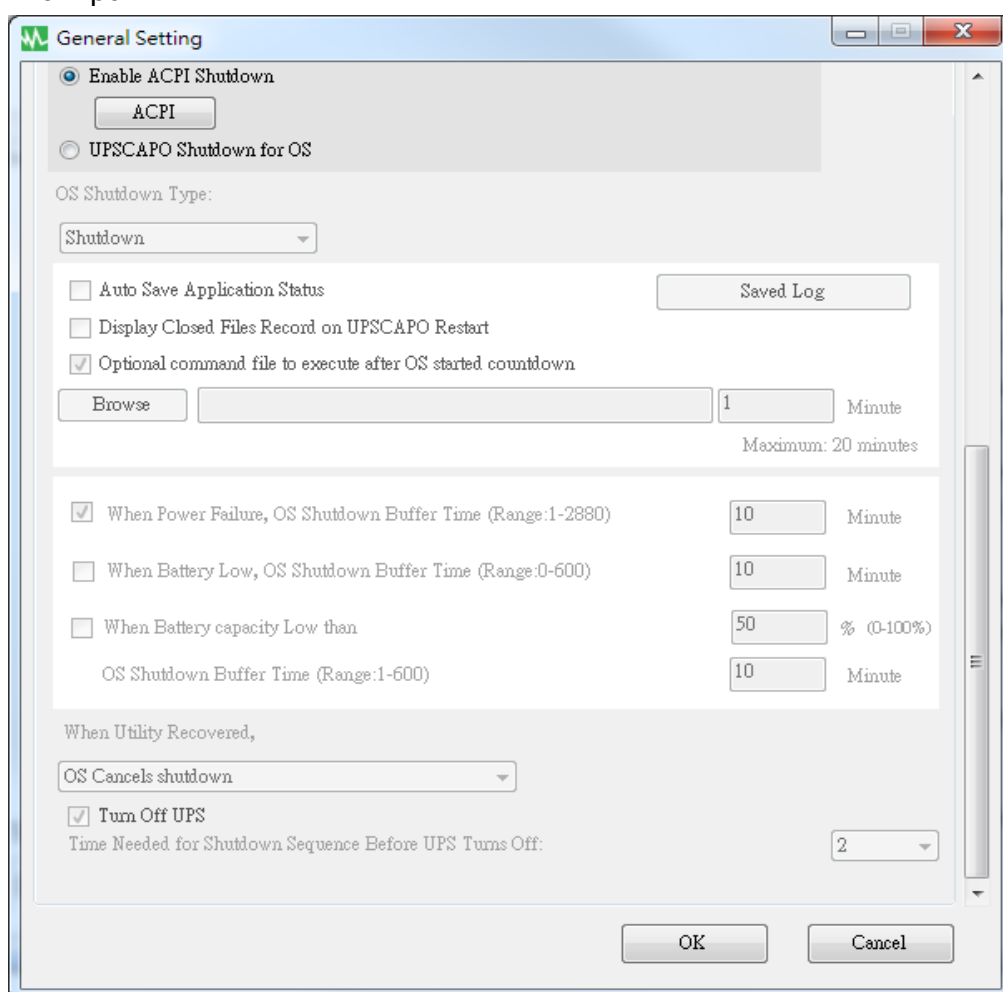 General Setting
Enable ACPI Shutdown
ACPI
UPSCAPO Shutdown for OS
OS Shutdown Type:
Shutdown
Auto Save Application Status
Saved Log
Display Closed Files Record on UPSCAPO Restart
Optional command file to execute after OS started countdown
Browse
1 Minute
Maximum: 20 minutes
When Power Failure, OS Shutdown Buffer Time (Range:1-2880) 10 Minute
When Battery Low, OS Shutdown Buffer Time (Range:0-600) 10 Minute
When Battery capacity Low than 50 % (0-100%)
OS Shutdown Buffer Time (Range:1-600) 10 Minute
When Utility Recovered,
OS Cancels shutdown
Turn Off UPS
Time Needed for Shutdown Sequence Before UPS Turns Off: 2
OK Cancel